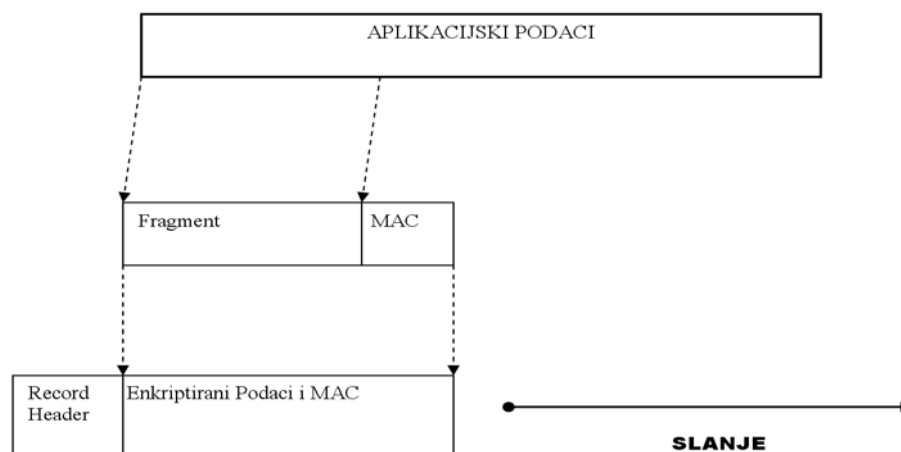 APLIKACIJSKI PODACI
Fragment
MAC
Record
Header
Enkriptirani Podaci i MAC
SLANJE